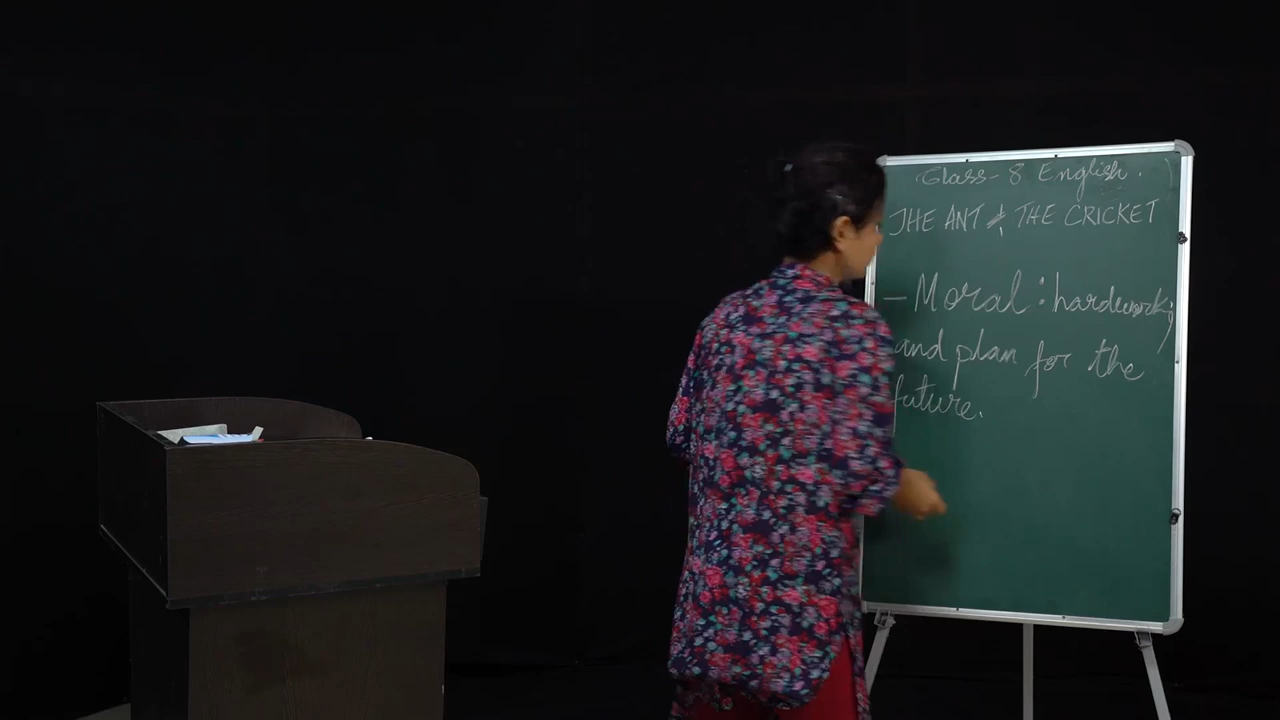 Class- 8 English.
THE ANT & THE CRICKET
- Moral: hardwork;
and plan for the
future.